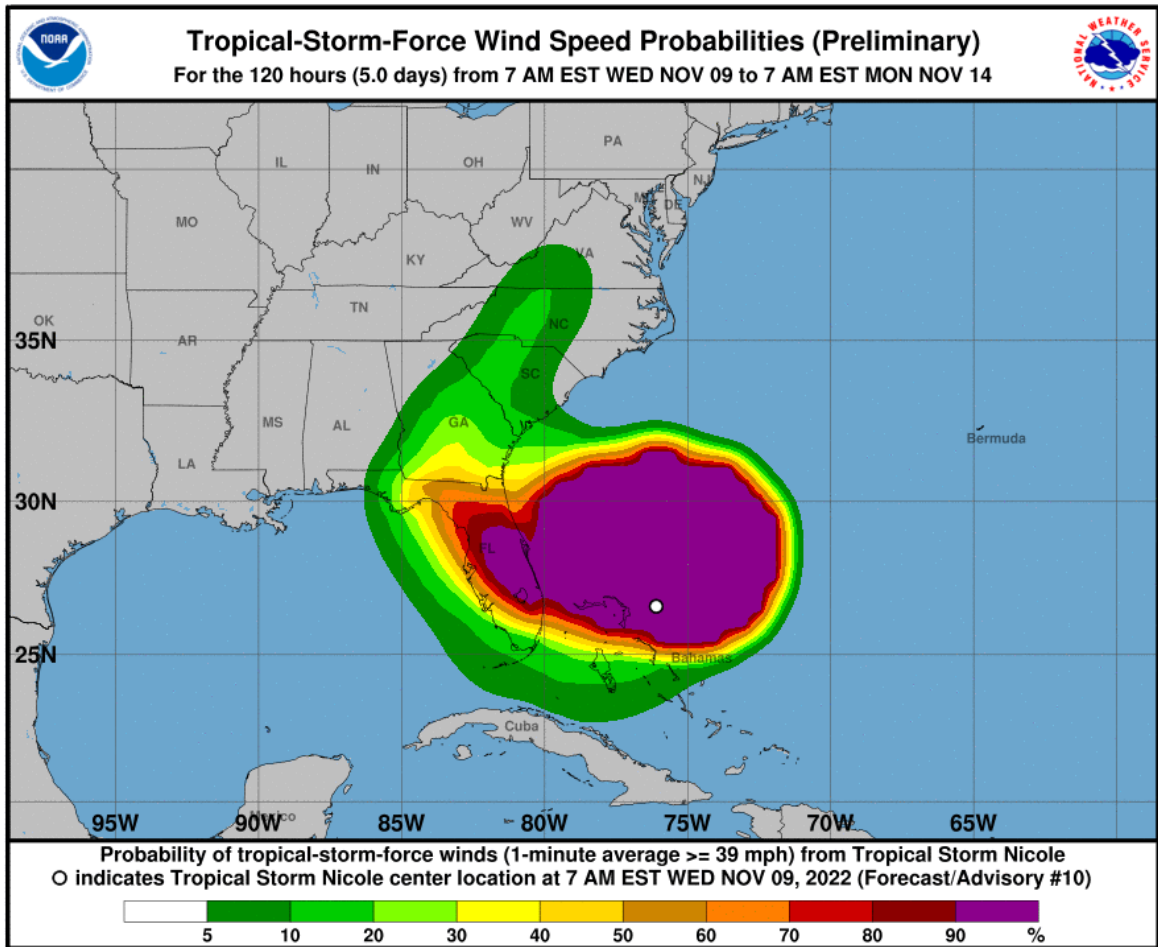 NOAA
Tropical-Storm-Force Wind Speed Probabilities (Preliminary)
For the 120 hours (5.0 days) from 7 AM EST WED NOV 09 to 7 AM EST MON NOV 14
NATIONAL WEATHER SERVICE
PA
IL
IN
OH
NJ
DE
MO
WV
VA
KY
TN
NC
OK
AR
35N
SC
MS
AL
GA
Bermuda
LA
30N
FL
25N
Bahamas
Cuba
Mexico
95W
90W
85W
80W
75W
70W
65W
Probability of tropical-storm-force winds (1-minute average >= 39 mph) from Tropical Storm Nicole
O indicates Tropical Storm Nicole center location at 7 AM EST WED NOV 09, 2022 (Forecast/Advisory #10)
5 10 20 30 40 50 60 70 80 90 %